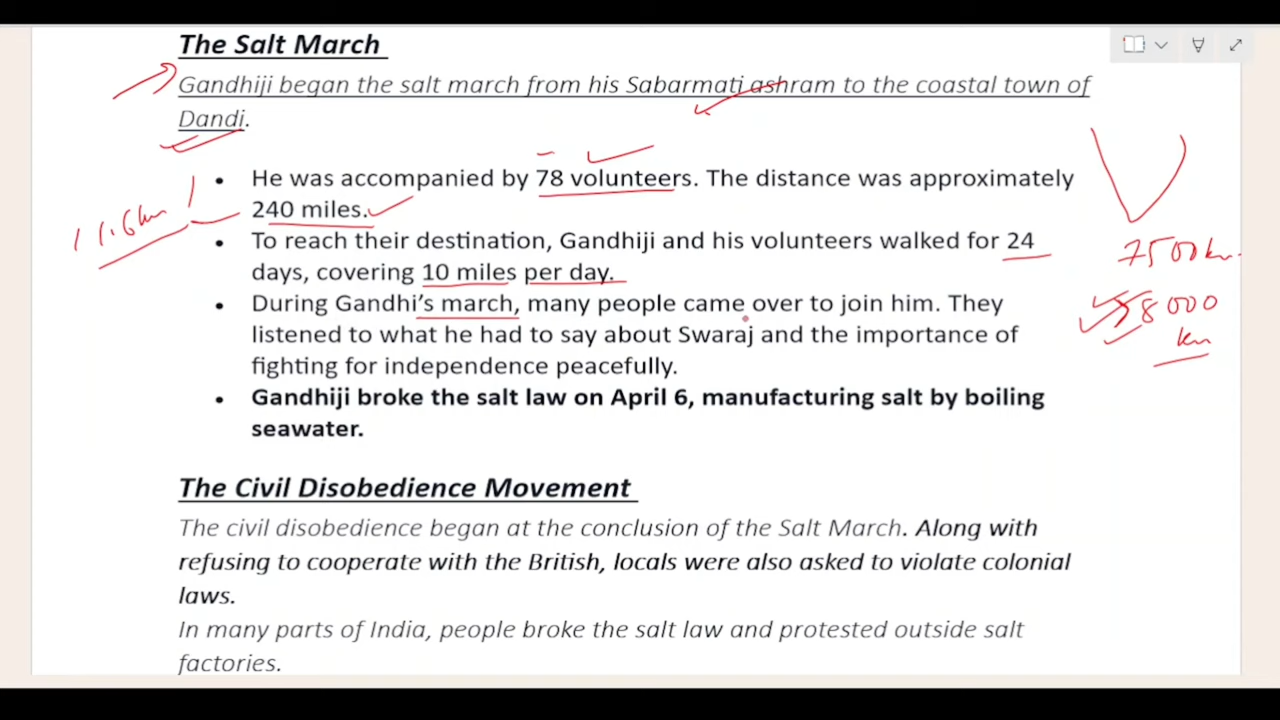 The Salt March
Gandhiji began the salt march from his Sabarmati ashram to the coastal town of
Dandi.
He was accompanied by 78 volunteers. The distance was approximately
240 miles.
11.6 km
To reach their destination, Gandhiji and his volunteers walked for 24
days, covering 10 miles per day.
7500 km
During Gandhi's march, many people came over to join him. They
8000
km
listened to what he had to say about Swaraj and the importance of
fighting for independence peacefully.
Gandhiji broke the salt law on April 6, manufacturing salt by boiling
seawater.
The Civil Disobedience Movement
The civil disobedience began at the conclusion of the Salt March. Along with
refusing to cooperate with the British, locals were also asked to violate colonial
laws.
In many parts of India, people broke the salt law and protested outside salt
factories.